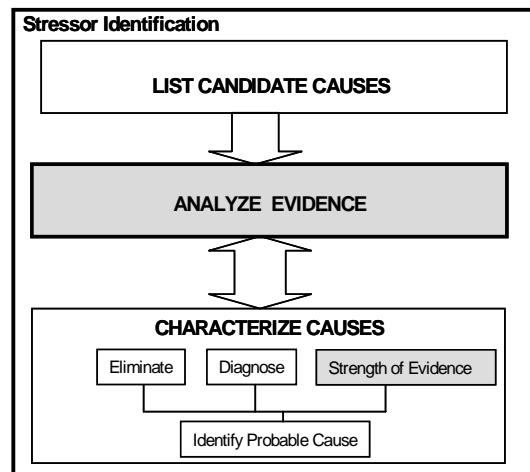 Stressor Identification
LIST CANDIDATE CAUSES
ANALYZE EVIDENCE
CHARACTERIZE CAUSES
Eliminate
Diagnose
Strength of Evidence
Identify Probable Cause